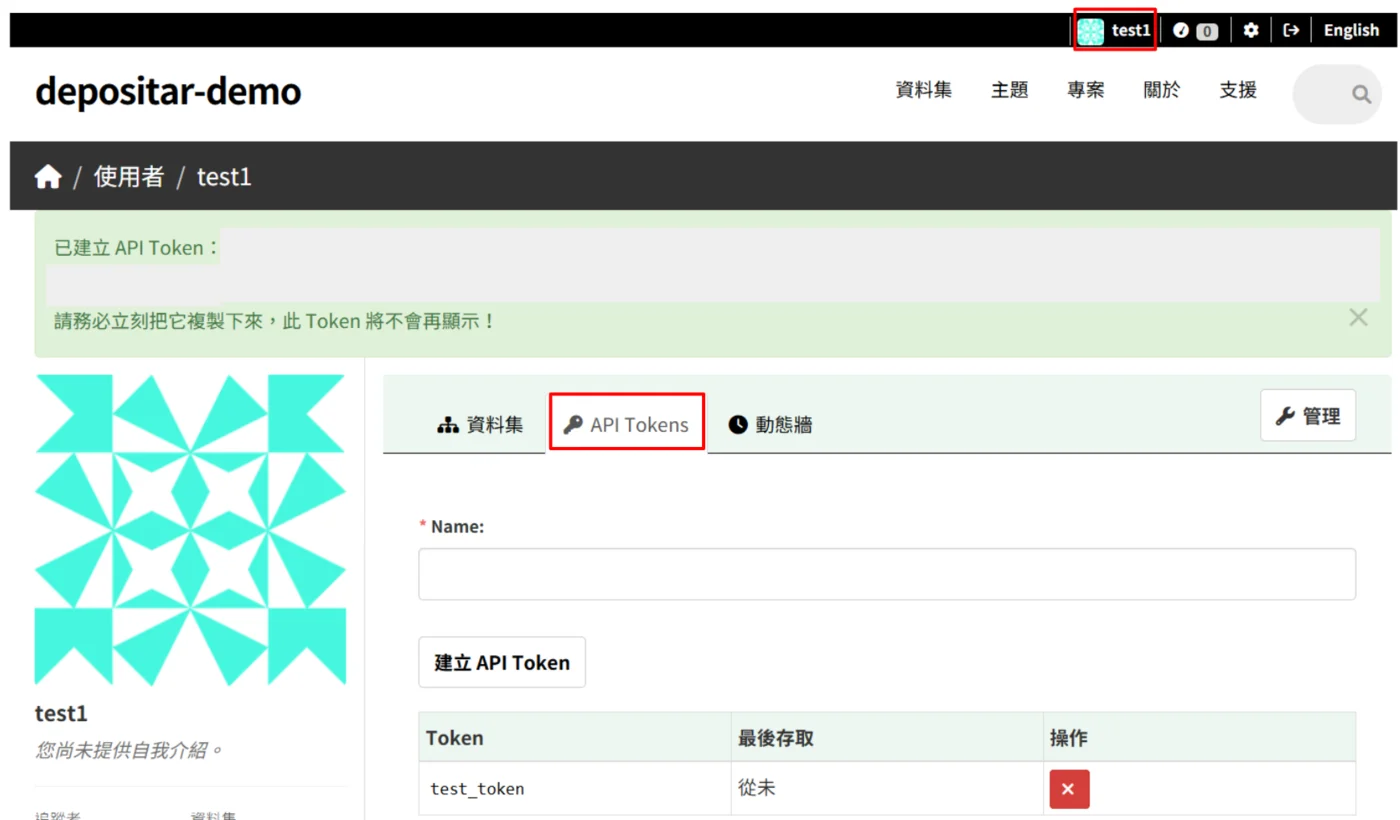 test1 0 English
depositar-demo 資料集 主題 專案 關於 支援
/ 使用者 / test1
已建立 API Token：
請務必立刻把它複製下來，此 Token 將不會再顯示！
資料集 API Tokens 動態牆 管理
* Name:
建立 API Token
Token 最後存取 操作
test_token 從未
test1
您尚未提供自我介紹。
追蹤者 資料集